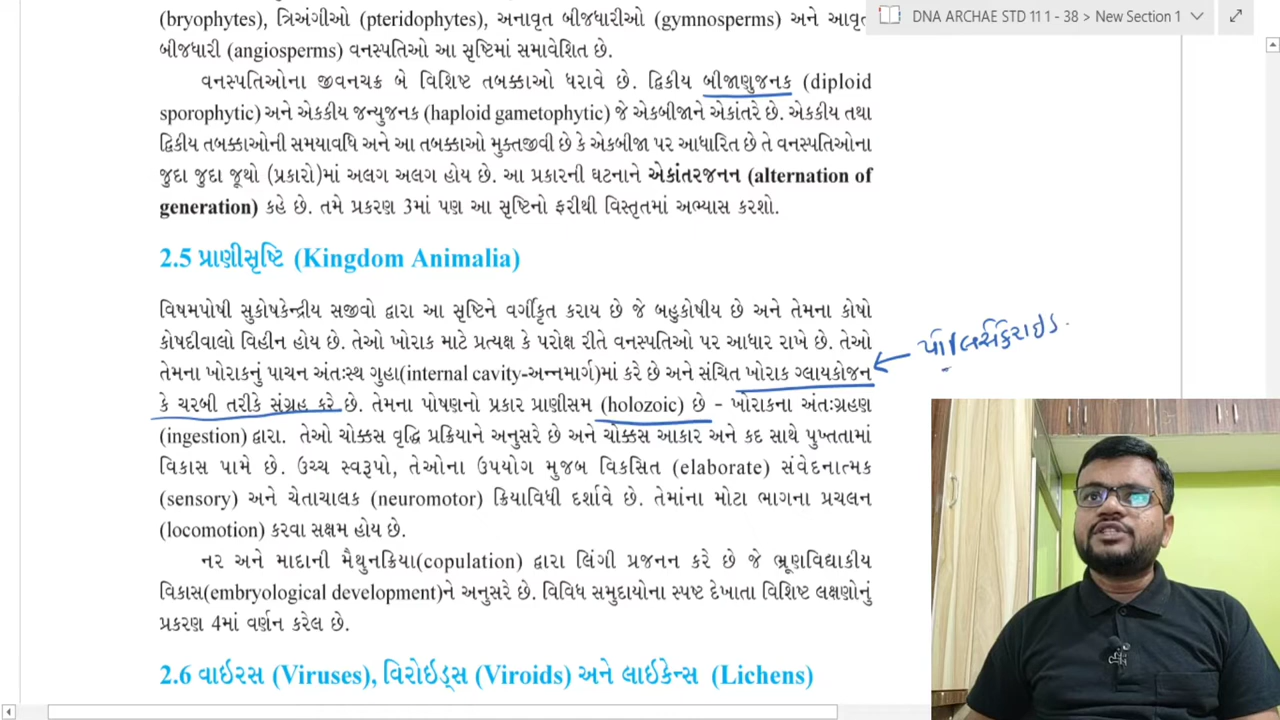 (bryophytes), ત્રિઅંગીઓ (pteridophytes), અનાવૃત બીજધારીઓ (gymnosperms) અને આવૃત
DNA ARCHAE STD 11 1 - 38 > New Section 1
બીજધારી (angiosperms) વનસ્પતિઓ આ સૃષ્ટિમાં સમાવેશિત છે.
વનસ્પતિઓના જીવનચક્ર બે વિશિષ્ટ તબક્કાઓ ધરાવે છે. દ્વિકીય બીજાણુજનક (diploid
sporophytic) અને એકકીય જન્યુજનક (haploid gametophytic) જે એકબીજાને એકાંતરે છે. એકકીય તથા
દ્વિકીય તબક્કાઓની સમયાવધિ અને આ તબક્કાઓ મુક્તજીવી છે કે એકબીજા પર આધારિત છે તે વનસ્પતિઓના
જુદા જુદા જૂથો (પ્રકારો)માં અલગ અલગ હોય છે. આ પ્રકારની ઘટનાને એકાંતરજનન (alternation of
generation) કહે છે. તમે પ્રકરણ 3માં પણ આ સૃષ્ટિનો ફરીથી વિસ્તૃતમાં અભ્યાસ કરશો.
2.5 પ્રાણીસૃષ્ટિ (Kingdom Animalia)
વિષમપોષી સુકોષકેન્દ્રીય સજીવો દ્વારા આ સૃષ્ટિને વર્ગીકૃત કરાય છે જે બહુકોષીય છે અને તેમના કોષો
કોષદીવાલો વિહીન હોય છે. તેઓ ખોરાક માટે પ્રત્યક્ષ કે પરોક્ષ રીતે વનસ્પતિઓ પર આધાર રાખે છે. તેઓ
તેમના ખોરાકનું પાચન અંતઃસ્થ ગુહા(internal cavity-અન્નમાર્ગ)માં કરે છે અને સંચિત ખોરાક ગ્લાયકોજન
કે ચરબી તરીકે સંગ્રહ કરે છે. તેમના પોષણનો પ્રકાર પ્રાણીસમ (holozoic) છે - ખોરાકના અંતઃગ્રહણ
(ingestion) દ્વારા. તેઓ ચોક્કસ વૃદ્ધિ પ્રક્રિયાને અનુસરે છે અને ચોક્કસ આકાર અને કદ સાથે પુખ્તતામાં
વિકાસ પામે છે. ઉચ્ચ સ્વરૂપો, તેઓના ઉપયોગ મુજબ વિકસિત (elaborate) સંવેદનાત્મક
(sensory) અને ચેતાચાલક (neuromotor) ક્રિયાવિધી દર્શાવે છે. તેમાંના મોટા ભાગના પ્રચલન
(locomotion) કરવા સક્ષમ હોય છે.
નર અને માદાની મૈથુનક્રિયા(copulation) દ્વારા લિંગી પ્રજનન કરે છે જે ભ્રૂણવિદ્યાકીય
વિકાસ(embryological development)ને અનુસરે છે. વિવિધ સમુદાયોના સ્પષ્ટ દેખાતા વિશિષ્ટ લક્ષણોનું
પ્રકરણ 4માં વર્ણન કરેલ છે.
2.6 વાઇરસ (Viruses), વિરોઇડ્સ (Viroids) અને લાઇકેન્સ (Lichens)